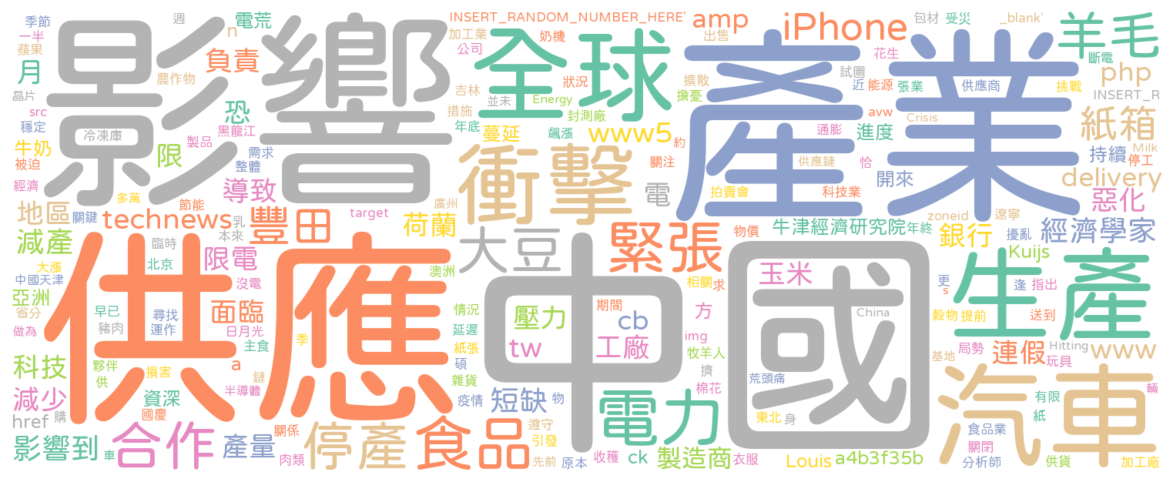 季節
電荒
週
INSERT_RANDOM_NUMBER_HERE'
amp
iPhone
包材
受災
_blank'
羊毛
一半
n
加工業
奶機
出售
花生
斷電
蘋果
負責
影響
公司
全球
產業
試圖
月
農作物
狀況
擴散
近
能源
張業
供應商
挑戰
php
晶片
恐
吉林
並未
Energy
擔憂
INSERT_R
src
措施
封測廠
avw
Crisis
紙箱
穩定
冷凍庫
黑龍江
年底
飆漲
約
通膨
進度
牛奶
製品
限
需求
蔓延
www5
持續
Milk
停工
被迫
整體
衝擊
關注
供應鏈
恰
delivery
經濟
導致
電
科技業
開來
惡化
多萬
節能
廣州
拍賣會
地區
關鍵
乳
target
荷蘭
zoneid
遼寧
technews
豐田
物價
牛津經濟研究院
年終
銀行
經濟學家
減產
臨時
本來
大豆
緊張
擾亂
大漲
限電
Kuijs
中國天津
北京
沒電
澳洲
玉米
更
逢
指出
亞洲
相關
求
s
生產
省分
早已
尋找
面臨
情況
壓力
期間
方
China
穀物
提前
送到
做為
豬肉
運作
日月光
延遲
cb
中國
供應
季
紙張
tw
工廠
img
局勢
Hitting
主食
碩
牧羊人
基地
連假
www
科技
夥伴
損害
a
擠
玩具
供
鏈
雜貨
荒頭痛
汽車
減少
資深
半導體
疫情
短缺
物
棉花
有限
輛
href
購
國慶
東北
身
紙
影響到
合作
產量
關係
停產
食品
遵守
電力
食品業
引發
關閉
車
肉類
先前
原本
收穫
ck
製造商
衣服
Louis
a4b3f35b
分析師
供貨
加工廠